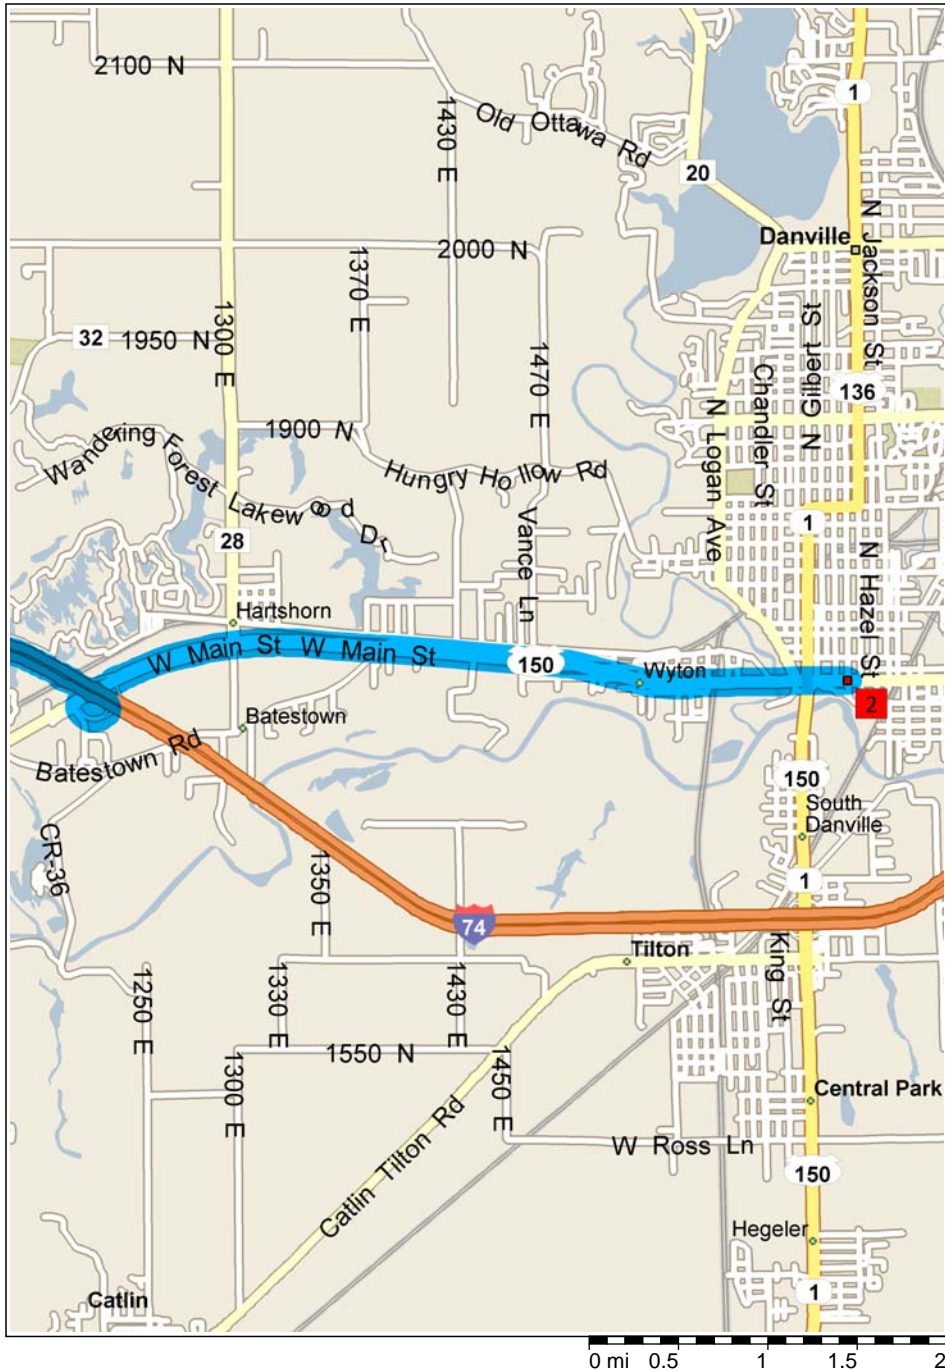 2100 N
1
1430 E
Old Ottawa Rd
20
N Jackson St
Danville
2000 N
1370 E
1300 E
N Gilbert St
32
1950 N
1470 E
Chandler St
136
N Logan Ave
1900 N
Wandering Forest Lakewood Dr
Hungry Hollow Rd
Vance Ln
1
28
N Hazel St
Hartshorn
W Main St
W Main St
150
Wyton
2
Batestown
Batestown Rd
150
South
Danville
CR-36
1350 E
1
74
King St
Tilton
1250 E
1330 E
1430 E
1550 N
1300 E
1450 E
Central Park
Catlin Tilton Rd
W Ross Ln
150
Hegeler
1
Catlin
0 mi 0.5 1 1.5 2